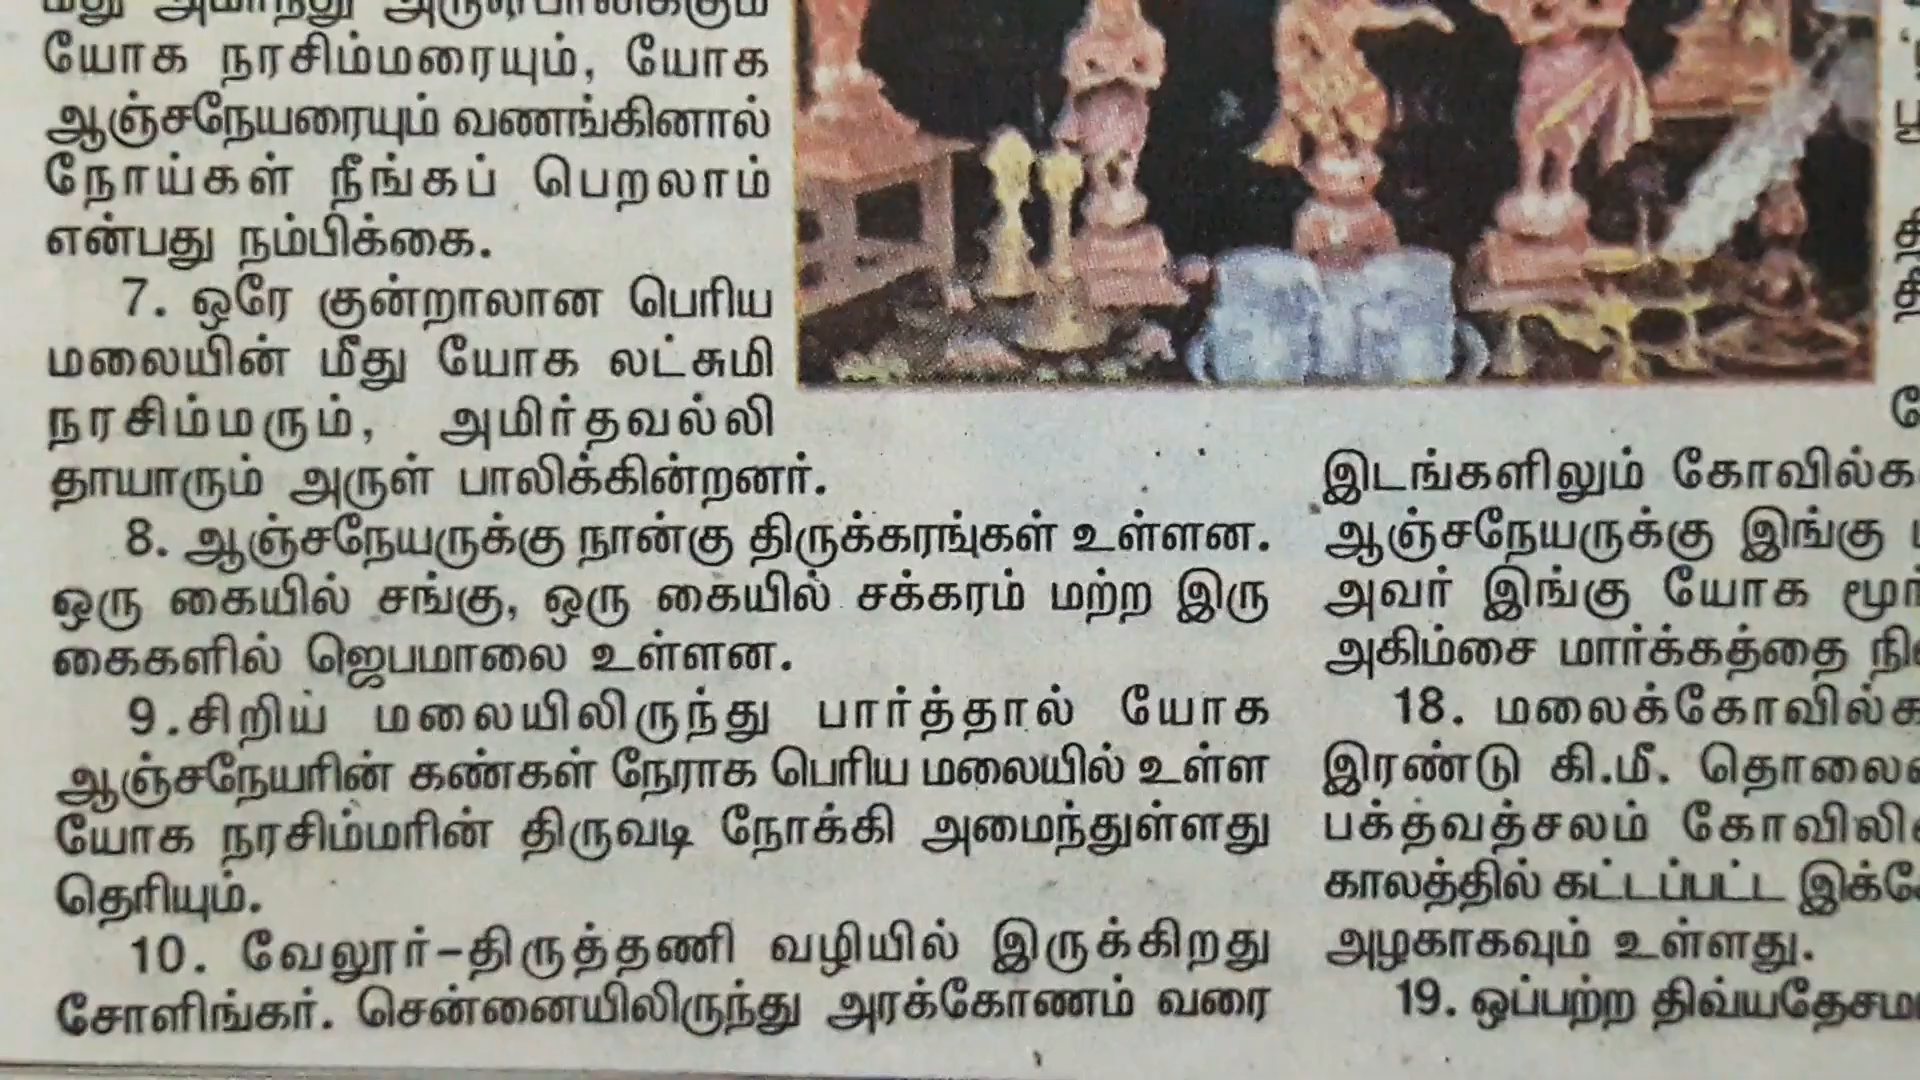 யோக நரசிம்மரையும், யோக
ஆஞ்சநேயரையும் வணங்கினால்
நோய்கள் நீங்கப் பெறலாம்
என்பது நம்பிக்கை.
7. ஒரே குன்றாலான பெரிய
மலையின் மீது யோக லட்சுமி
நரசிம்மரும், அமிர்தவல்லி
தாயாரும் அருள் பாலிக்கின்றனர்.
8. ஆஞ்சநேயருக்கு நான்கு திருக்கரங்கள் உள்ளன.
ஒரு கையில் சங்கு, ஒரு கையில் சக்கரம் மற்ற இரு
கைகளில் ஜெபமாலை உள்ளன.
9.சிறிய மலையிலிருந்து பார்த்தால் யோக
ஆஞ்சநேயரின் கண்கள் நேராக பெரிய மலையில் உள்ள
யோக நரசிம்மரின் திருவடி நோக்கி அமைந்துள்ளது
தெரியும்.
10. வேலூர்-திருத்தணி வழியில் இருக்கிறது
சோளிங்கர். சென்னையிலிருந்து அரக்கோணம் வரை
இடங்களிலும்
ஆஞ்சநேயருக்கு இங்கு
அவர் இங்கு யோக
அகிம்சை மார்க்கத்தை
18.
இரண்டு கி.மீ.
பக்தவத்சலம்
காலத்தில் கட்டப்பட்ட
அழகாகவும் உள்ளது.
19. ஒப்பற்ற